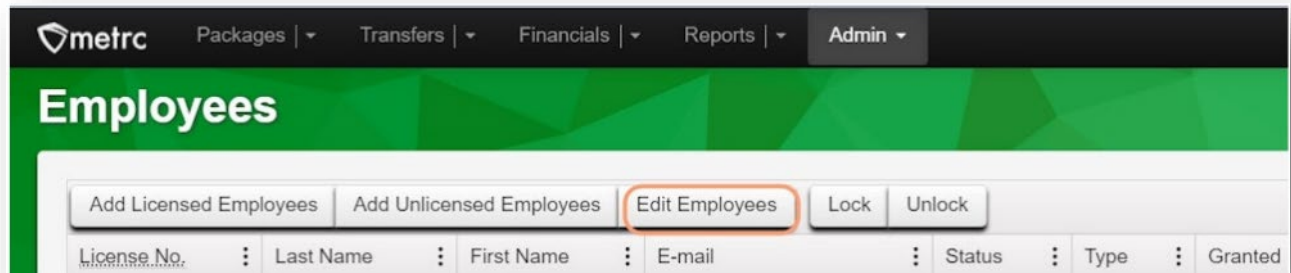 metrc Packages | Transfers | Financials | Reports | Admin
Employees
Add Licensed Employees Add Unlicensed Employees Edit Employees Lock Unlock
License No. Last Name First Name E-mail Status Type Granted